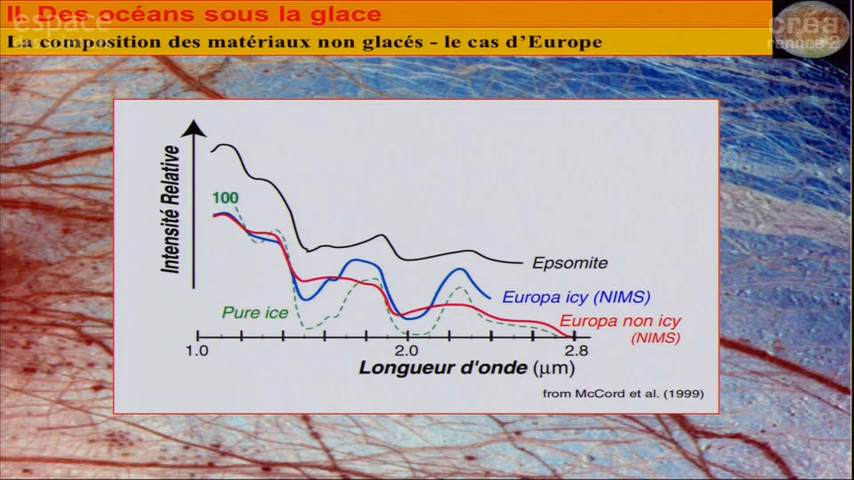 II. Des océans sous la glace
espace
La composition des matériaux non glacés - le cas d'Europe
créa
rennes 2
Intensité Relative
100
Epsomite
Europa icy (NIMS)
Pure ice
Europa non icy
(NIMS)
1.0
2.0
2.8
Longueur d'onde (µm)
from McCord et al. (1999)